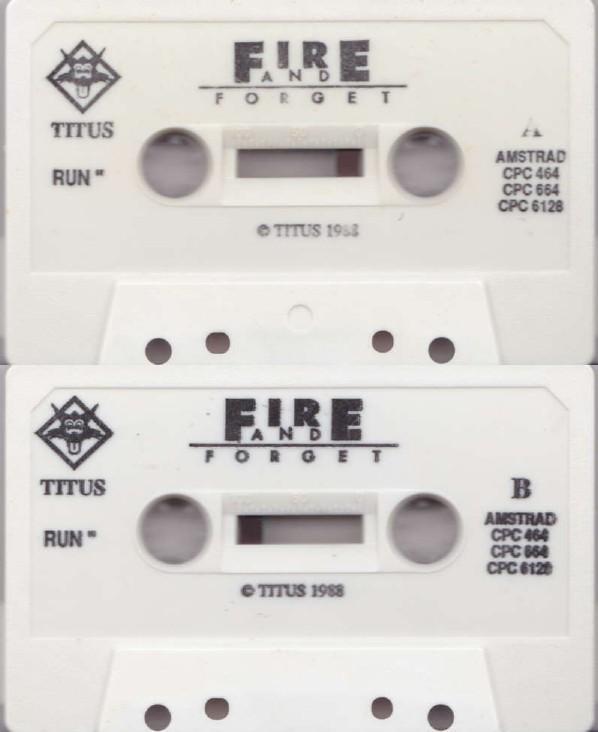 FIRE
AND
FORGET
TITUS
RUN "
A
AMSTRAD
CPC 464
CPC 664
CPC 6128
© TITUS 1988
FIRE
AND
FORGET
TITUS
RUN "
B
AMSTRAD
CPC 464
CPC 664
CPC 6128
© TITUS 1988